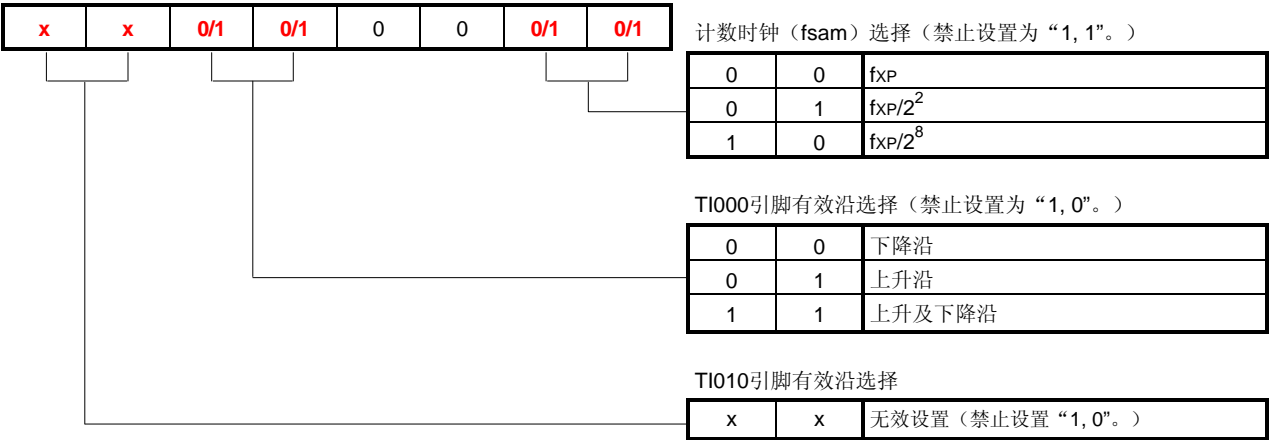 x x 0/1 0/1 0 0 0/1 0/1
计数时钟（fsam）选择（禁止设置为“1, 1”。）
0 0 fXP
0 1 fXP/2^2
1 0 fXP/2^8
TI000引脚有效沿选择（禁止设置为“1, 0”。）
0 0 下降沿
0 1 上升沿
1 1 上升及下降沿
TI010引脚有效沿选择
x x 无效设置（禁止设置“1, 0”。）